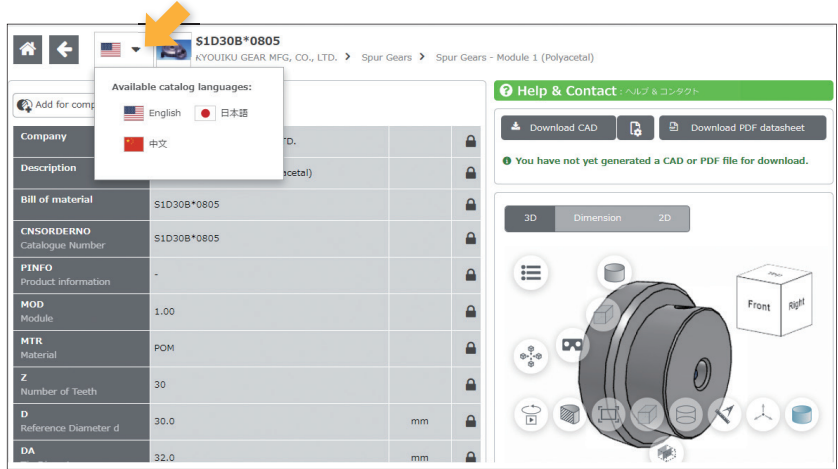 S1D30B*0805
KYOUIKU GEAR MFG, CO., LTD. > Spur Gears > Spur Gears - Module 1 (Polyacetal)
Available catalog languages:
English 日本語
中文
Add for comp
Company TD.
Description acetal)
Bill of material S1D30B*0805
CNSORDERNO
Catalogue Number S1D30B*0805
PINFO
Product information -
MOD
Module 1.00
MTR
Material POM
Z
Number of Teeth 30
D
Reference Diameter d 30.0 mm
DA
32.0 mm
Help & Contact : ヘルプ & コンタクト
Download CAD Download PDF datasheet
You have not yet generated a CAD or PDF file for download.
3D Dimension 2D
Front Right